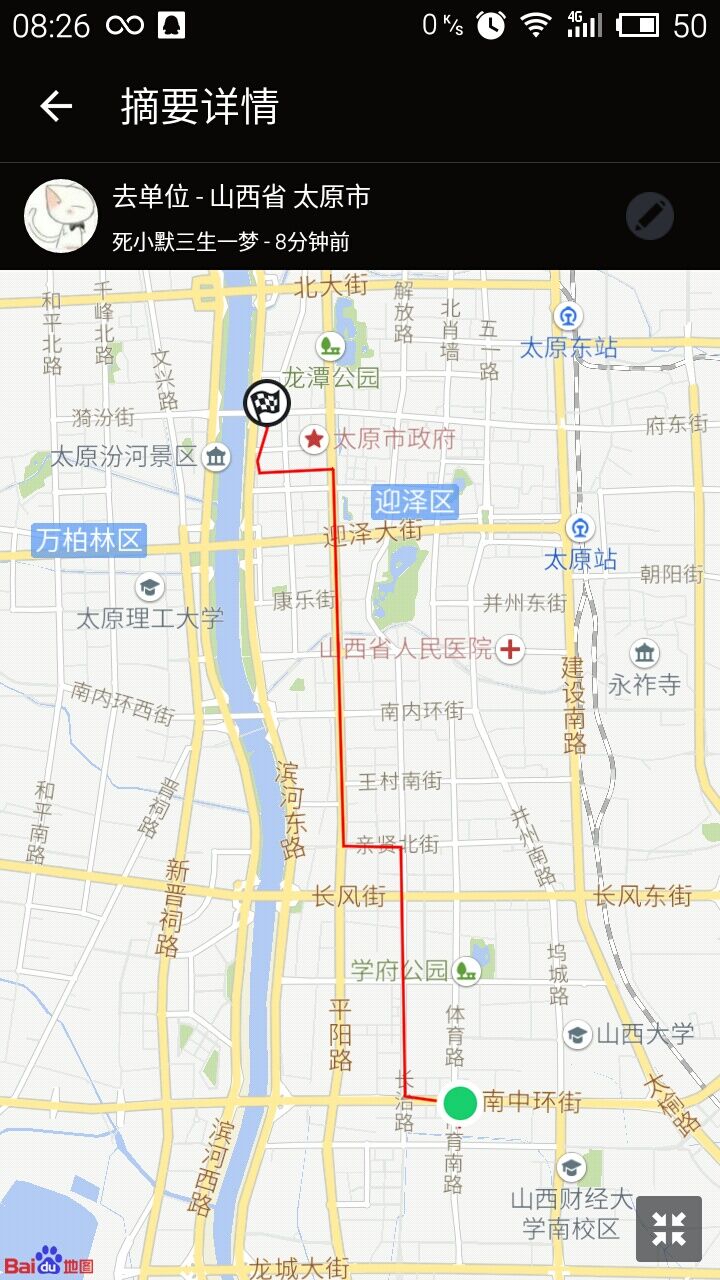 08:26
0 K/s
4G
50
摘要详情
去单位 - 山西省 太原市
死小默三生一梦 - 8分钟前
北大街
和平北路
千峰北路
解放路
北肖墙
五一路
太原东站
文兴路
龙潭公园
漪汾街
府东街
太原市政府
太原汾河景区
迎泽区
万柏林区
迎泽大街
太原站
朝阳街
太原理工大学
康乐街
并州东街
山西省人民医院
建设南路
永祚寺
南内环西街
南内环街
滨河东路
王村南街
和平南路
晋祠路
并州南路
亲贤北街
新晋祠路
长风街
长风东街
学府公园
坞城路
平阳路
体育路
山西大学
长治路
南中环街
大榆路
体育南路
滨河西路
山西财经大
学南校区
Baidu地图
龙城大街